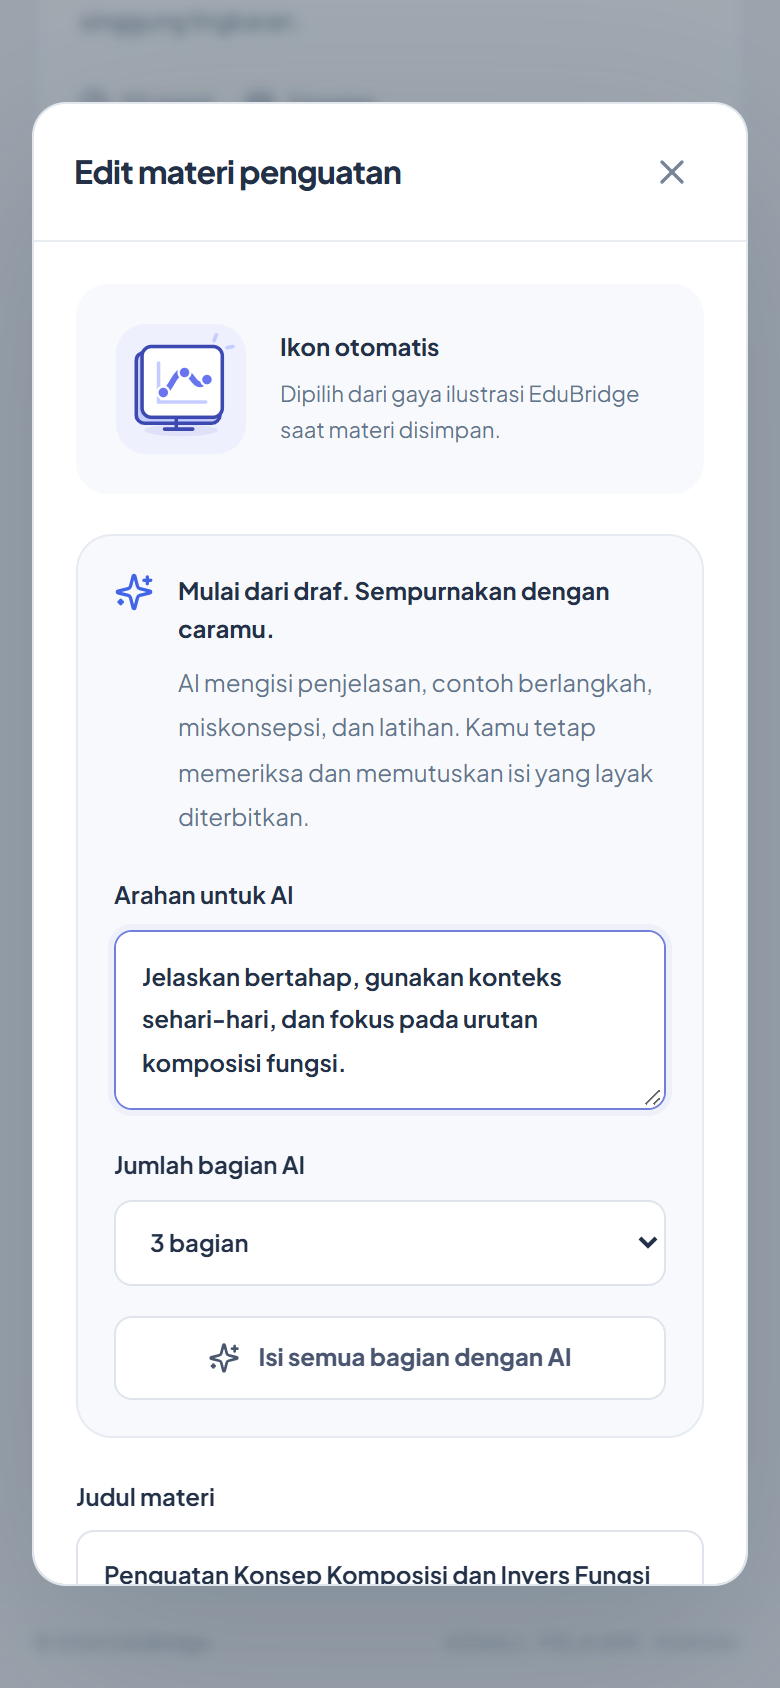 Edit materi penguatan
Ikon otomatis
Dipilih dari gaya ilustrasi EduBridge
saat materi disimpan.
Mulai dari draf. Sempurnakan dengan
caramu.
AI mengisi penjelasan, contoh berlangkah,
miskonsepsi, dan latihan. Kamu tetap
memeriksa dan memutuskan isi yang layak
diterbitkan.
Arahan untuk AI
Jelaskan bertahap, gunakan konteks
sehari-hari, dan fokus pada urutan
komposisi fungsi.
Jumlah bagian AI
3 bagian
Isi semua bagian dengan AI
Judul materi
Penguatan Konsep Komposisi dan Invers Fungsi